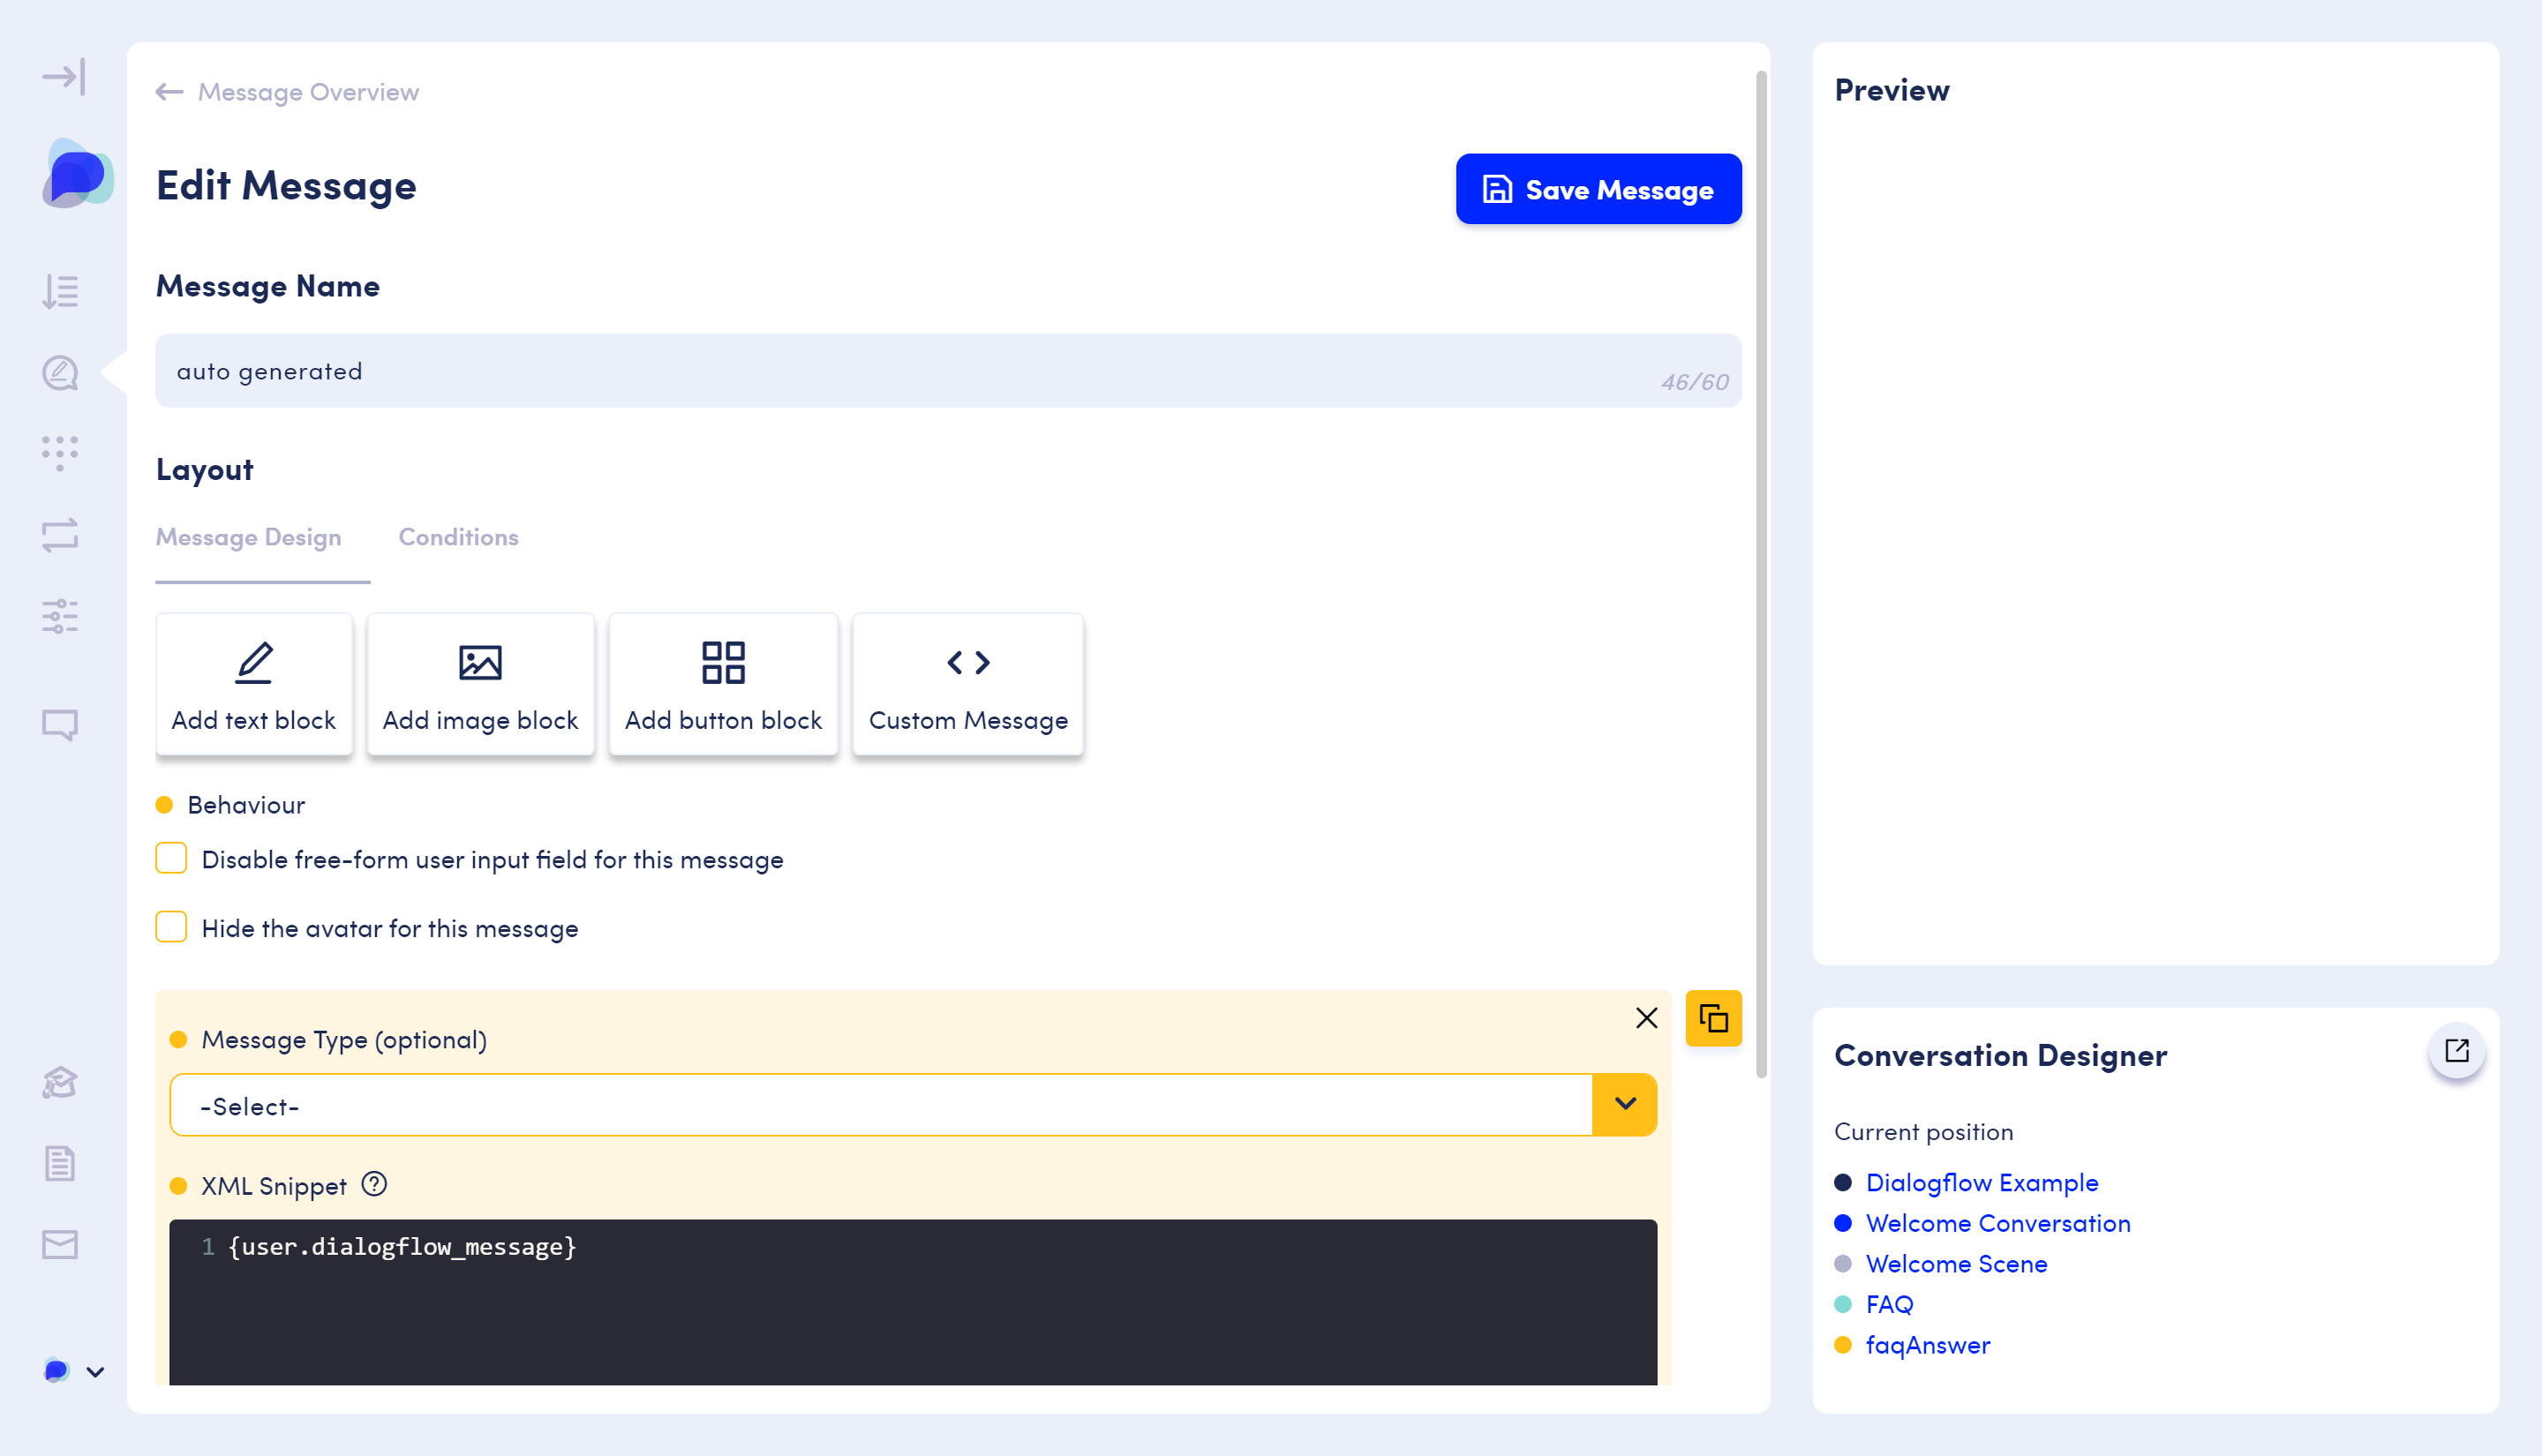 Message Overview
Edit Message
Save Message
Message Name
auto generated
46/60
Layout
Message Design
Conditions
Add text block
Add image block
Add button block
Custom Message
Behaviour
Disable free-form user input field for this message
Hide the avatar for this message
Message Type (optional)
-Select-
XML Snippet
1 {user.dialogflow_message}
Preview
Conversation Designer
Current position
Dialogflow Example
Welcome Conversation
Welcome Scene
FAQ
faqAnswer